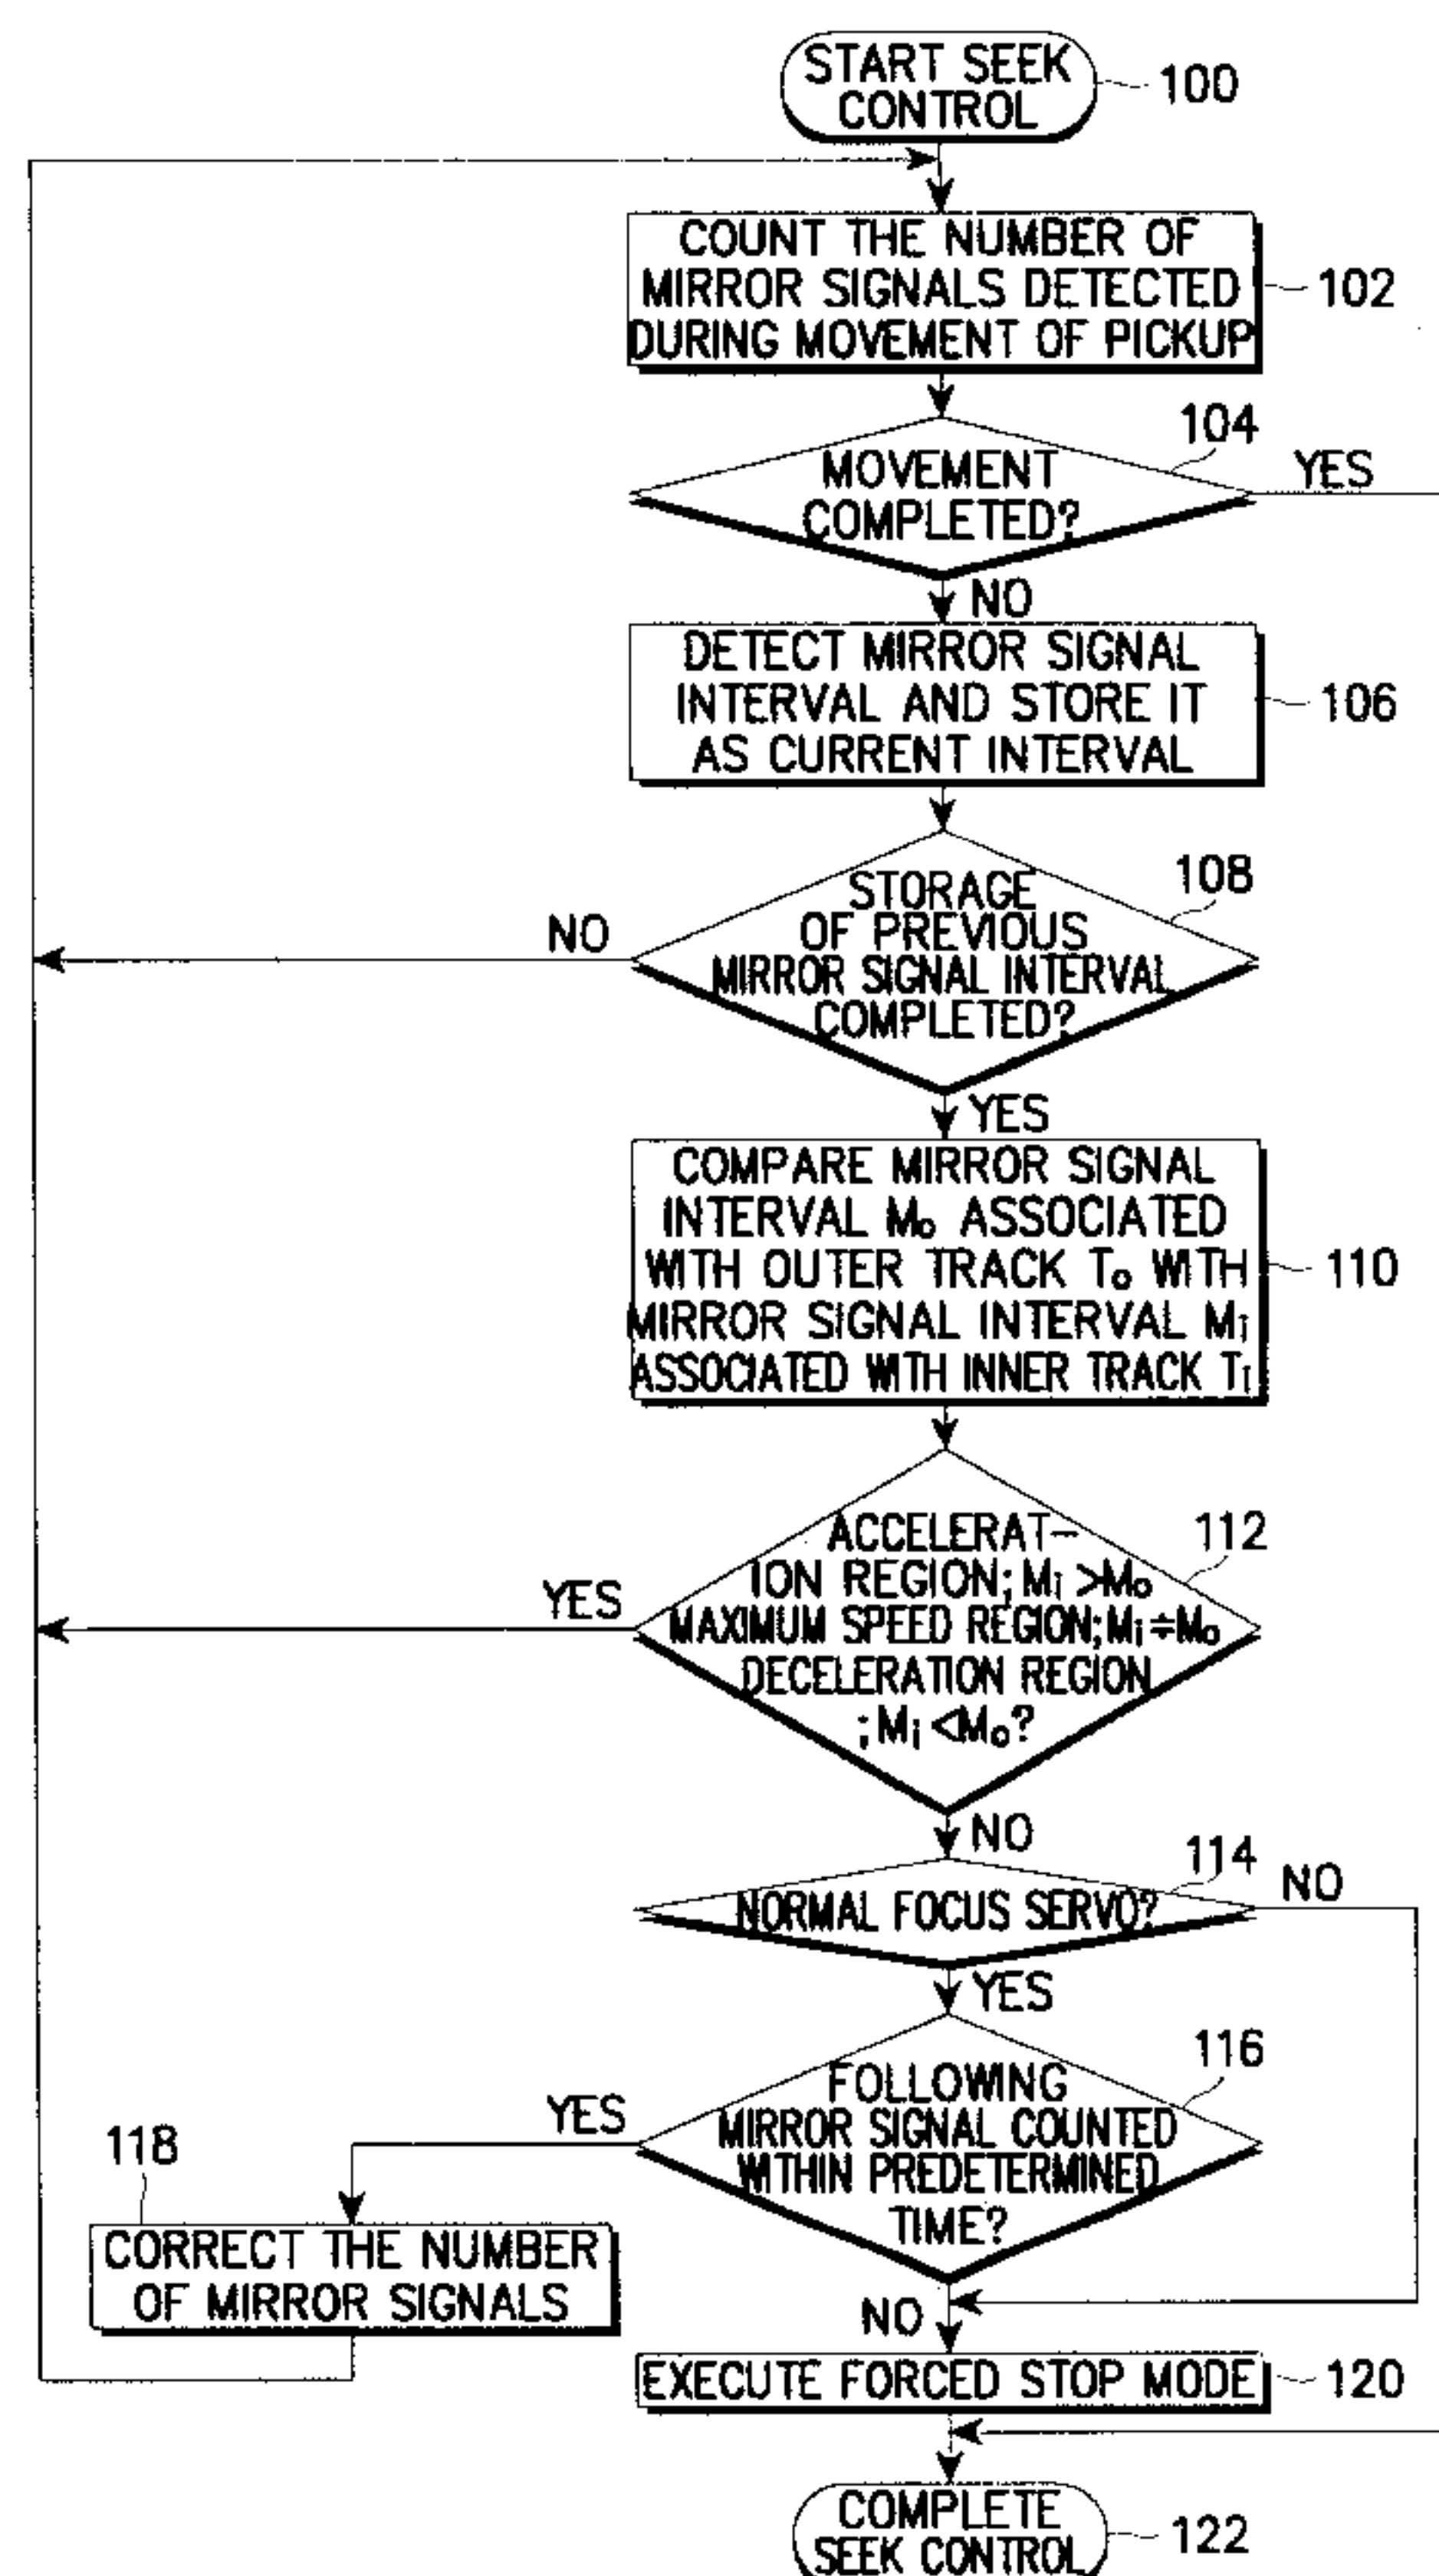 START SEEK
CONTROL
100
COUNT THE NUMBER OF
MIRROR SIGNALS DETECTED
DURING MOVEMENT OF PICKUP
102
104
MOVEMENT
COMPLETED?
YES
NO
DETECT MIRROR SIGNAL
INTERVAL AND STORE IT
AS CURRENT INTERVAL
106
108
STORAGE
OF PREVIOUS
MIRROR SIGNAL INTERVAL
COMPLETED?
NO
YES
COMPARE MIRROR SIGNAL
INTERVAL Mo ASSOCIATED
WITH OUTER TRACK To WITH
MIRROR SIGNAL INTERVAL Mi
ASSOCIATED WITH INNER TRACK Ti
110
112
ACCELERAT-
ION REGION;Mi >Mo
MAXIMUM SPEED REGION;Mi ≑Mo
DECELERATION REGION
;Mi <Mo?
YES
NO
114
NORMAL FOCUS SERVO?
NO
YES
116
FOLLOWING
MIRROR SIGNAL COUNTED
WITHIN PREDETERMINED
TIME?
YES
118
CORRECT THE NUMBER
OF MIRROR SIGNALS
NO
EXECUTE FORCED STOP MODE
120
COMPLETE
SEEK CONTROL
122